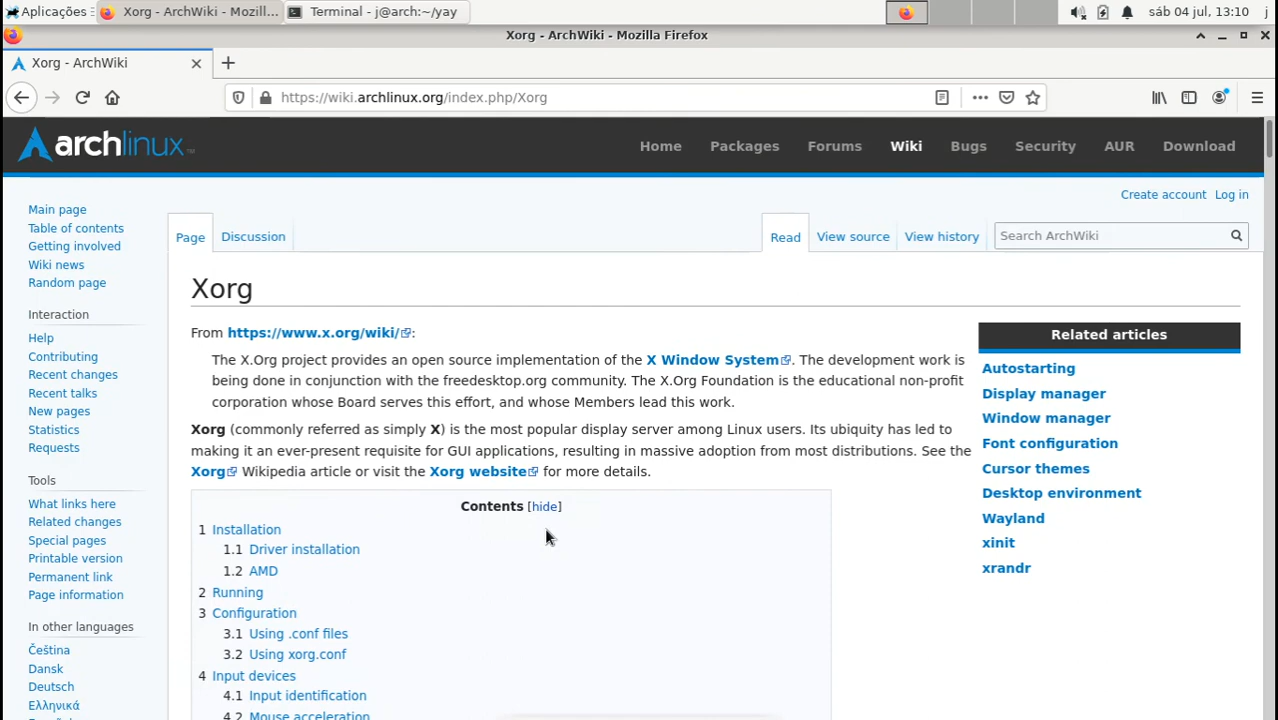 Aplicações
Xorg - ArchWiki - Mozill...
Terminal - j@arch:~/yay
sáb 04 jul, 13:10
j
Xorg - ArchWiki - Mozilla Firefox
Xorg - ArchWiki
https://wiki.archlinux.org/index.php/Xorg
archlinux
Home
Packages
Forums
Wiki
Bugs
Security
AUR
Download
Create account
Log in
Main page
Table of contents
Getting involved
Wiki news
Random page
Interaction
Help
Contributing
Recent changes
Recent talks
New pages
Statistics
Requests
Tools
What links here
Related changes
Special pages
Printable version
Permanent link
Page information
In other languages
Čeština
Dansk
Deutsch
Ελληνικά
Page
Discussion
Read
View source
View history
Search ArchWiki
Xorg
From https://www.x.org/wiki/:
The X.Org project provides an open source implementation of the X Window System. The development work is
being done in conjunction with the freedesktop.org community. The X.Org Foundation is the educational non-profit
corporation whose Board serves this effort, and whose Members lead this work.
Xorg (commonly referred as simply X) is the most popular display server among Linux users. Its ubiquity has led to
making it an ever-present requisite for GUI applications, resulting in massive adoption from most distributions. See the
Xorg Wikipedia article or visit the Xorg website for more details.
Contents [hide]
1 Installation
1.1 Driver installation
1.2 AMD
2 Running
3 Configuration
3.1 Using .conf files
3.2 Using xorg.conf
4 Input devices
4.1 Input identification
4.2 Mouse acceleration
Related articles
Autostarting
Display manager
Window manager
Font configuration
Cursor themes
Desktop environment
Wayland
xinit
xrandr